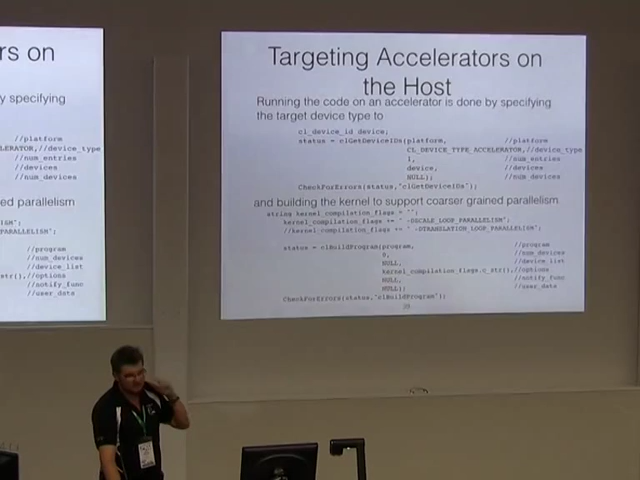 rs on
y specifying
//platform
LERATOR,//device_type
//num_entries
//devices
//num_devices
ed parallelism
ISM";
PARALLELISM";
//program
//num_devices
//device_list
str(),//options
//notify_func
//user_data
Targeting Accelerators on
the Host
Running the code on an accelerator is done by specifying
the target device type to
cl_device_id device;
status = clGetDeviceIDs(platform, //platform
CL_DEVICE_TYPE_ACCELERATOR,//device_type
1, //num_entries
device, //devices
NULL); //num_devices
CheckForErrors(status,"clGetDeviceIDs");
and building the kernel to support coarser grained parallelism
string kernel_compilation_flags = "";
kernel_compilation_flags += " -DSCALE_LOOP_PARALLELISM";
//kernel_compilation_flags += " -DTRANSLATION_LOOP_PARALLELISM";
status = clBuildProgram(program, //program
0, //num_devices
NULL, //device_list
kernel_compilation_flags.c_str(),//options
NULL, //notify_func
NULL); //user_data
CheckForErrors(status,"clBuildProgram");